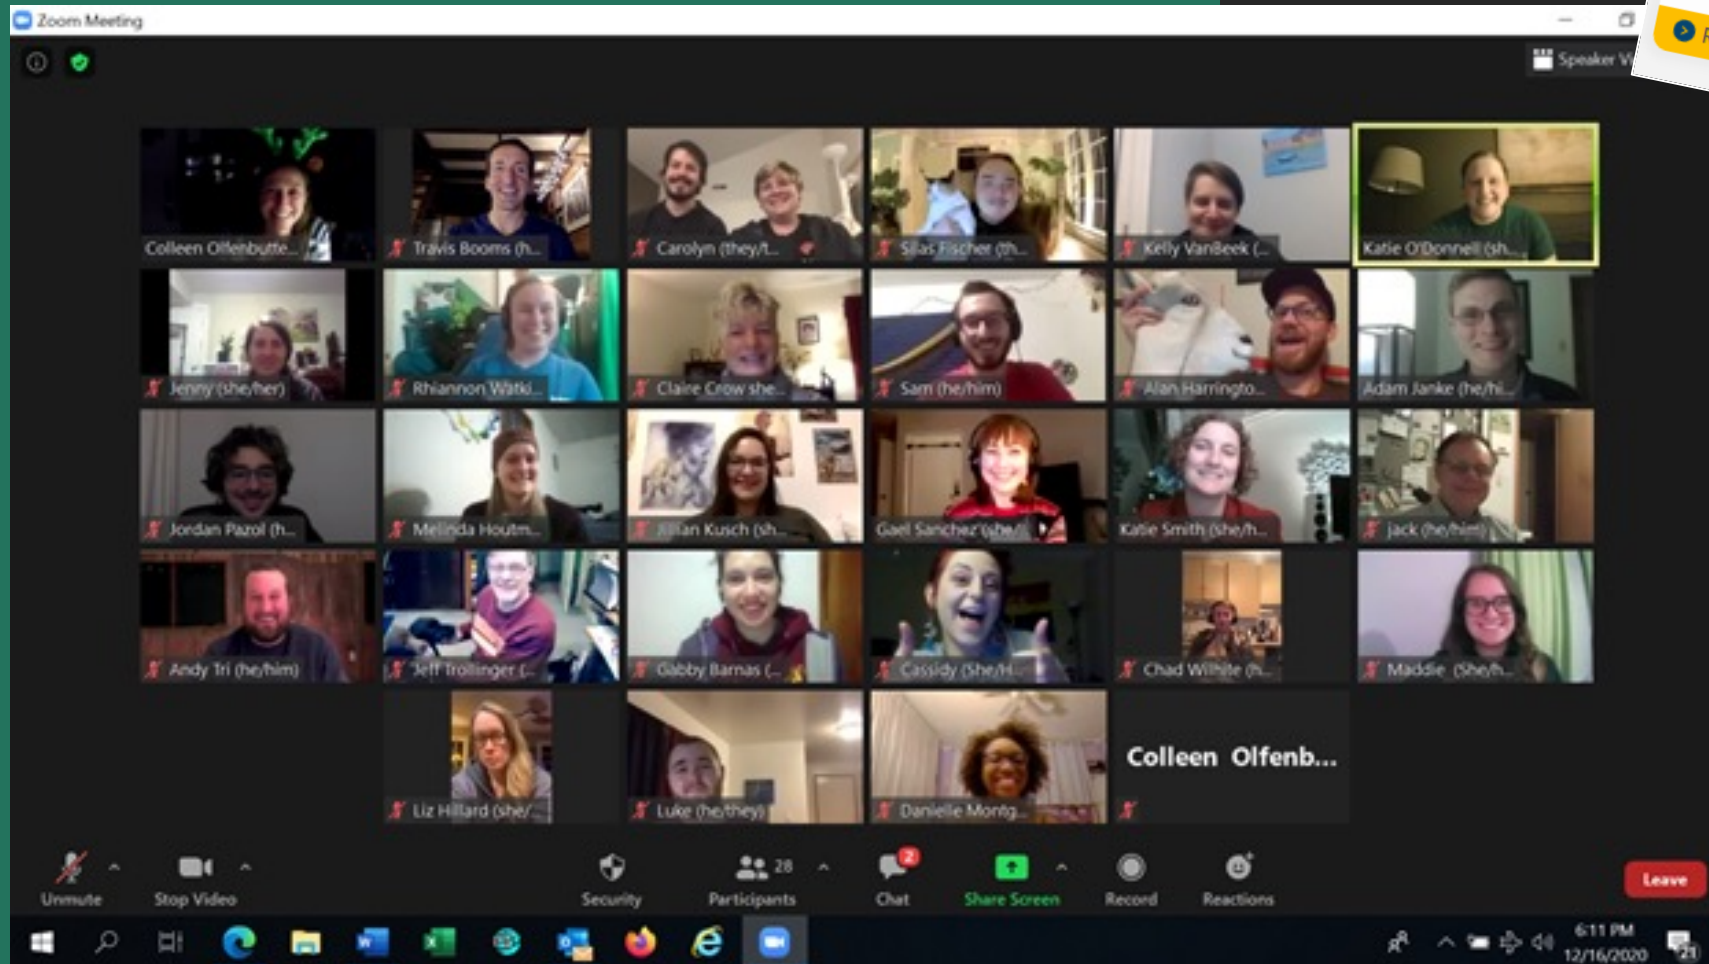 Zoom Meeting
Speaker Vi
Colleen Olfenbutte...
Travis Booms (h...
Carolyn (they/t...
Silas Fischer (th...
Kelly VanBeek (...
Katie O'Donnell (sh...
Jenny (she/her)
Rhiannon Watki...
Claire Crow she...
Sam (he/him)
Alan Harringto...
Adam Janke (he/hi...
Jordan Pazol (h...
Melinda Houtm...
Jillian Kusch (sh...
Gael Sanchez (she/
Katie Smith (she/h...
jack (he/him)
Andy Tri (he/him)
Jeff Trollinger (...
Gabby Barnas (...
Cassidy (She/H...
Chad Wilhite (h...
Maddie (She/h...
Liz Hillard (she/...
Luke (he/they)
Danielle Montg...
Colleen Olfenb...
Unmute
Stop Video
Security
Participants 28
Chat 2
Share Screen
Record
Reactions
Leave
6:11 PM
12/16/2020
21